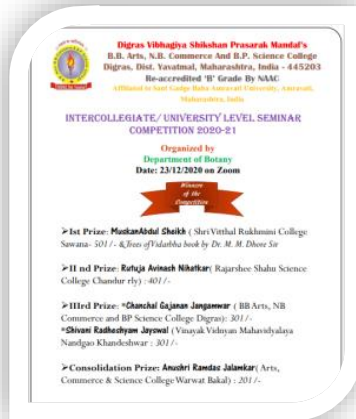 Digras Vibhagiya Shikshan Prasarak Mandal's
B.B. Arts, N.B. Commerce And B.P. Science College
Digras, Dist. Yavatmal, Maharashtra, India - 445203
Re-accredited 'B' Grade By NAAC
Affiliated to Sant Gadge Baba Amravati University, Amravati,
Maharashtra, India
INTERCOLLEGIATE/ UNIVERSITY LEVEL SEMINAR
COMPETITION 2020-21
Organized by
Department of Botany
Date: 23/12/2020 on Zoom
Winners
of the
Competition
➤Ist Prize: MuskanAbdul Sheikh ( Shri Vitthal Rukhmini College
Sawana- 501/- &Trees of Vidarbha book by Dr. M. M. Dhore Sir
➤II nd Prize: Rutuja Avinash Nihatkar( Rajarshee Shahu Science
College Chandur rly) : 401/-
➤IIIrd Prize: *Chanchal Gajanan Jangamwar ( BB Arts, NB
Commerce and BP Science College Digras): 301/-
*Shivani Radheshyam Jayswal (Vinayak Vidnyan Mahavidyalaya
Nandgao Khandeshwar : 301/-
➤Consolidation Prize: Anushri Ramdas Jalamkar( Arts,
Commerce & Science College Warwat Bakal) : 201/-